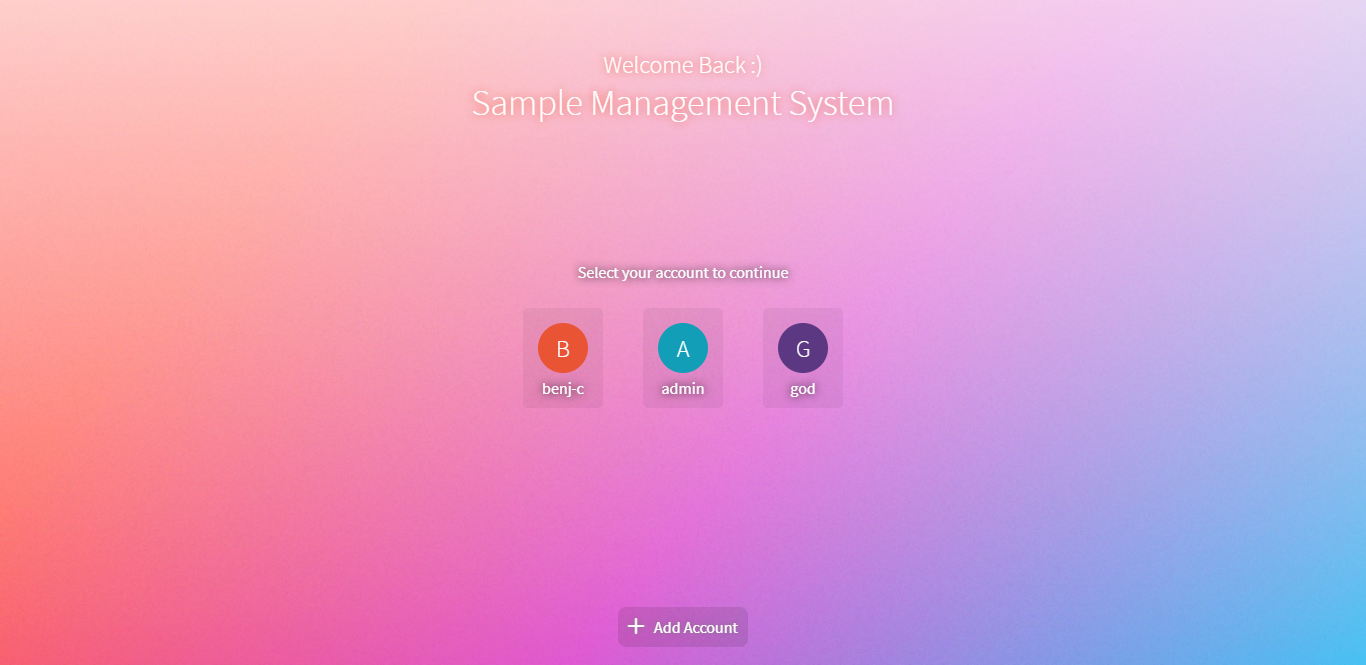 Welcome Back :)
Sample Management System
Select your account to continue
B
A
G
benj-c
admin
god
+ Add Account